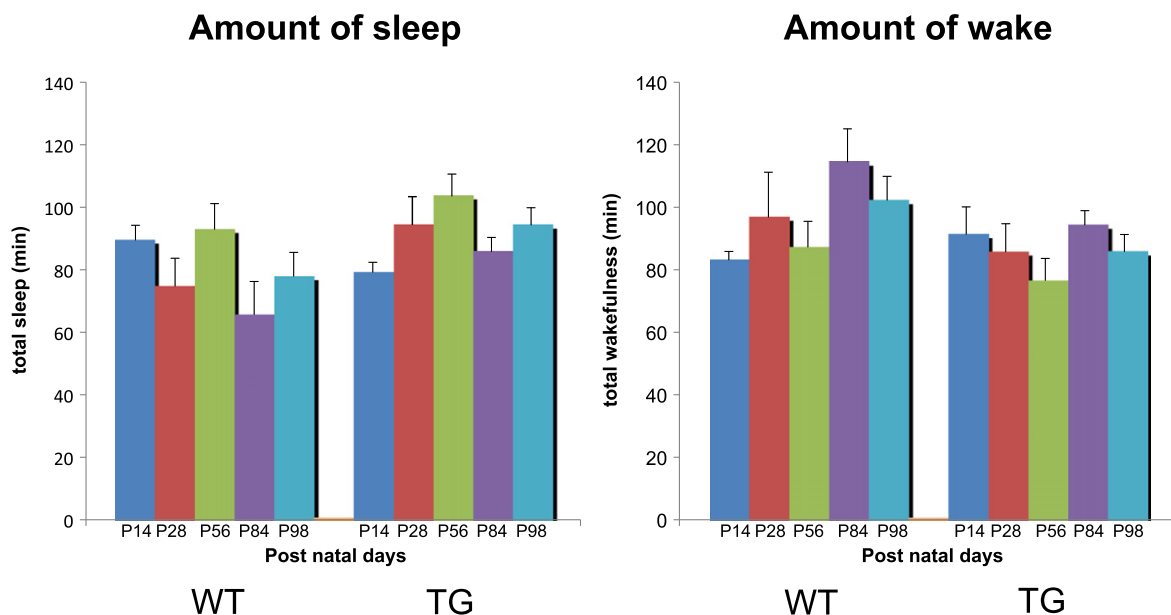 Amount of sleep
140
120
100
80
60
40
20
0
total sleep (min)
P14 P28 P56 P84 P98 P14 P28 P56 P84 P98
Post natal days
WT TG
Amount of wake
140
120
100
80
60
40
20
0
total wakefulness (min)
P14 P28 P56 P84 P98 P14 P28 P56 P84 P98
Post natal days
WT TG